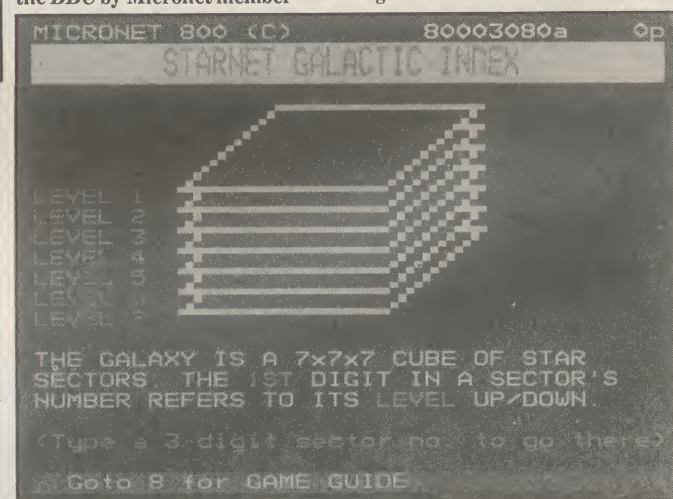 the BBC by Micronet member
MICRONET 800 (C) 80003080a 0p
STARNET GALACTIC INDEX
LEVEL 1
LEVEL 2
LEVEL 3
LEVEL 4
LEVEL
LEVEL
LEVEL
THE GALAXY IS A 7x7x7 CUBE OF STAR
SECTORS. THE 1ST DIGIT IN A SECTOR'S
NUMBER REFERS TO ITS LEVEL UP/DOWN.
(Type a 3-digit sector no. to go there)
Goto 8 for GAME GUIDE